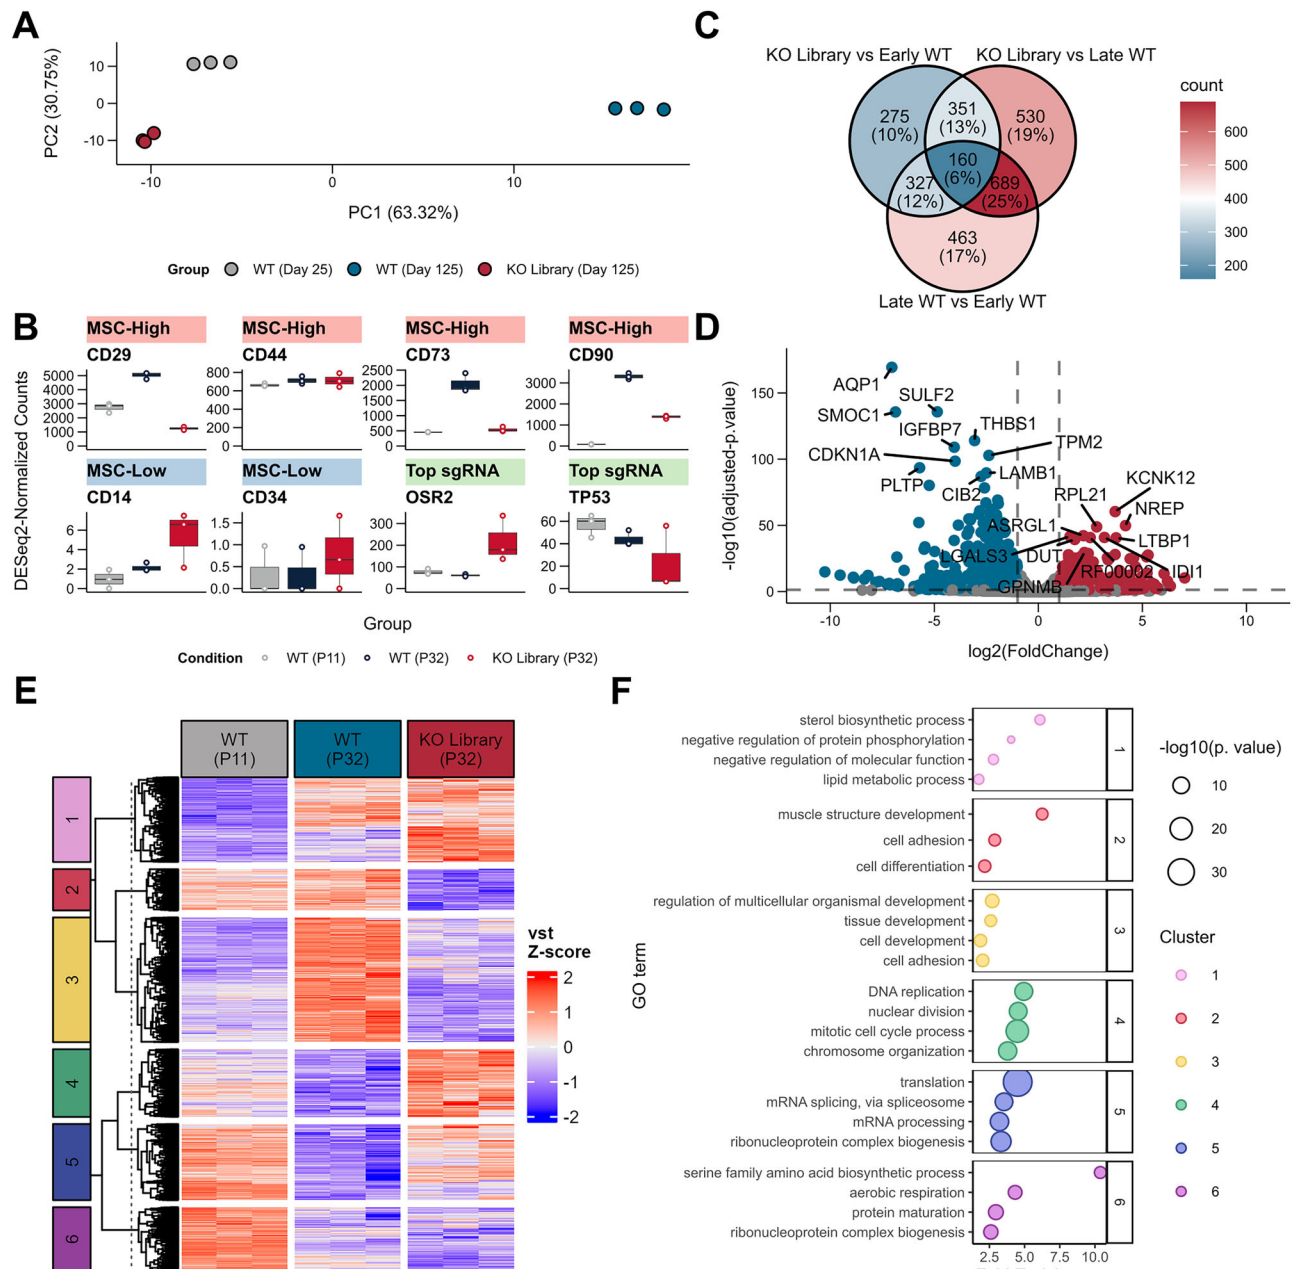 A
PC2 (30.75%)
10
0
-10
-10
0
10
PC1 (63.32%)
Group
WT (Day 25)
WT (Day 125)
KO Library (Day 125)
B
DESeq2-Normalized Counts
MSC-High
CD29
5000
4000
3000
2000
1000
0
MSC-High
CD44
800
600
400
200
0
MSC-High
CD73
2500
2000
1500
1000
500
0
MSC-High
CD90
3000
2000
1000
0
MSC-Low
CD14
6
4
2
0
MSC-Low
CD34
1.5
1.0
0.5
0.0
Top sgRNA
OSR2
300
200
100
0
Top sgRNA
TP53
60
40
20
0
Group
Condition
WT (P11)
WT (P32)
KO Library (P32)
C
KO Library vs Early WT
KO Library vs Late WT
275
(10%)
351
(13%)
530
(19%)
160
(6%)
327
(12%)
689
(25%)
463
(17%)
Late WT vs Early WT
count
600
500
400
300
200
D
-log10(adjusted-p.value)
150
100
50
0
AQP1
SULF2
SMOC1
IGFBP7
THBS1
CDKN1A
TPM2
PLTP
LAMB1
CIB2
KCNK12
RPL21
NREP
ASRGL1
LTBP1
LGALS3
DUT
RF00002
IDI1
GPNMB
-10
-5
0
5
10
log2(FoldChange)
E
WT
(P11)
WT
(P32)
KO Library
(P32)
1
2
3
4
5
6
vst
Z-score
2
1
0
-1
-2
F
GO term
sterol biosynthetic process
negative regulation of protein phosphorylation
negative regulation of molecular function
lipid metabolic process
1
muscle structure development
cell adhesion
cell differentiation
2
regulation of multicellular organismal development
tissue development
cell development
cell adhesion
3
DNA replication
nuclear division
mitotic cell cycle process
chromosome organization
4
translation
mRNA splicing, via spliceosome
mRNA processing
ribonucleoprotein complex biogenesis
5
serine family amino acid biosynthetic process
aerobic respiration
protein maturation
ribonucleoprotein complex biogenesis
6
2.5
5.0
7.5
10.0
-log10(p. value)
10
20
30
Cluster
1
2
3
4
5
6